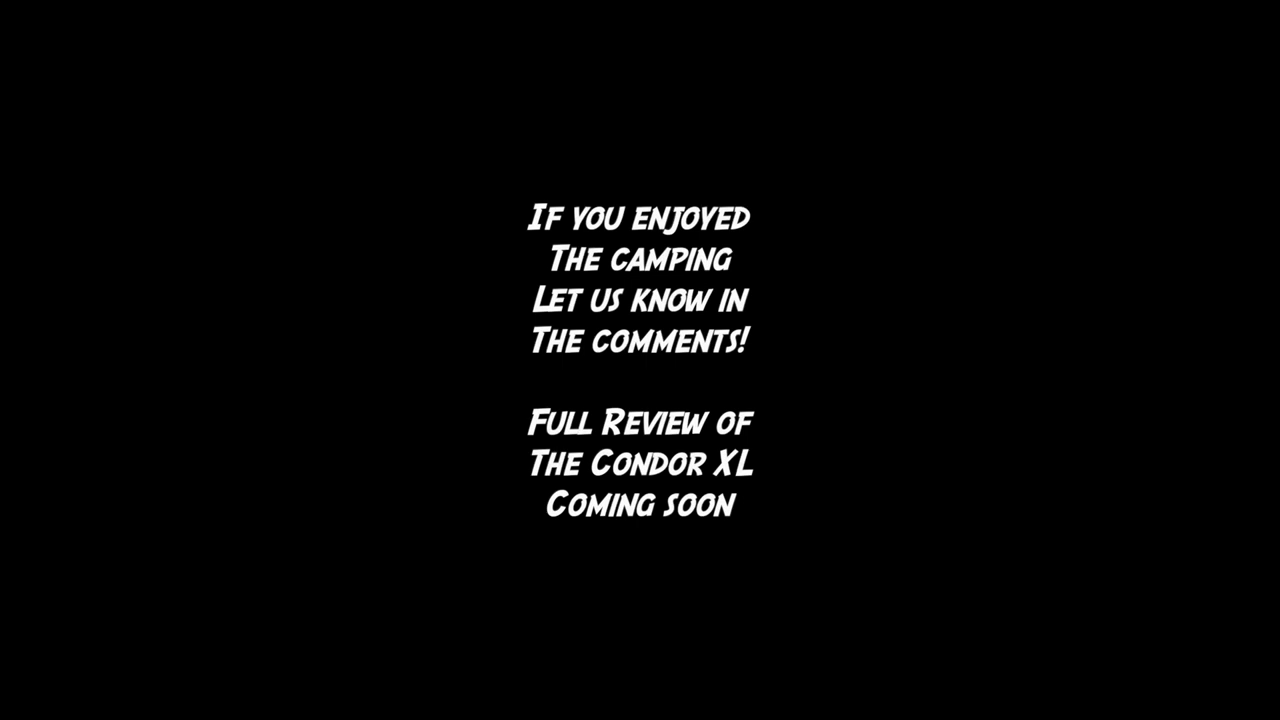 If you enjoyed
The camping
Let us know in
The comments!
Full Review of
The Condor XL
Coming soon